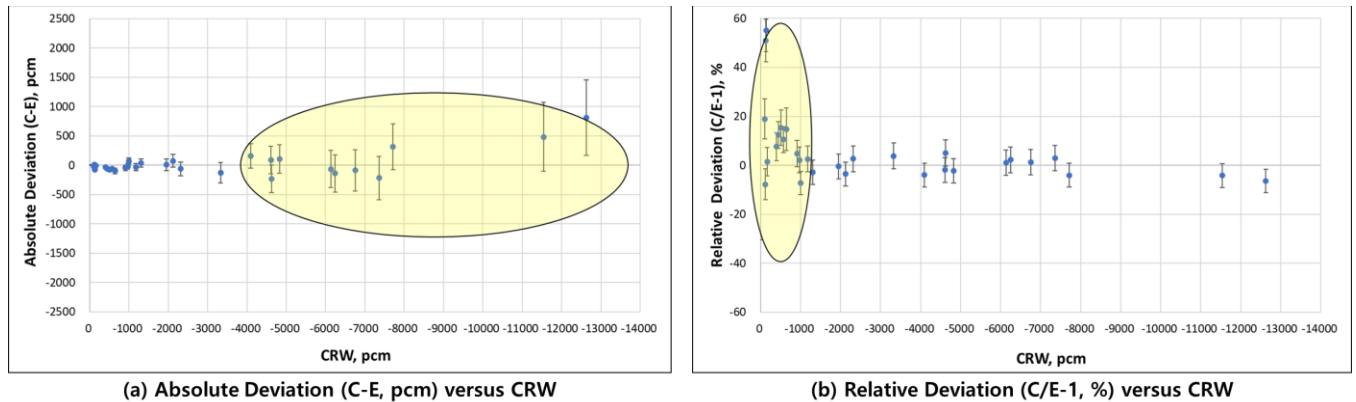 Absolute Deviation (C-E), pcm
2500
2000
1500
1000
500
0
-500
-1000
-1500
-2000
-2500
0 -1000 -2000 -3000 -4000 -5000 -6000 -7000 -8000 -9000 -10000 -11000 -12000 -13000 -14000
CRW, pcm
(a) Absolute Deviation (C-E, pcm) versus CRW
Relative Deviation (C/E-1), %
60
40
20
0
-20
-40
-60
0 -1000 -2000 -3000 -4000 -5000 -6000 -7000 -8000 -9000 -10000 -11000 -12000 -13000 -14000
CRW, pcm
(b) Relative Deviation (C/E-1, %) versus CRW